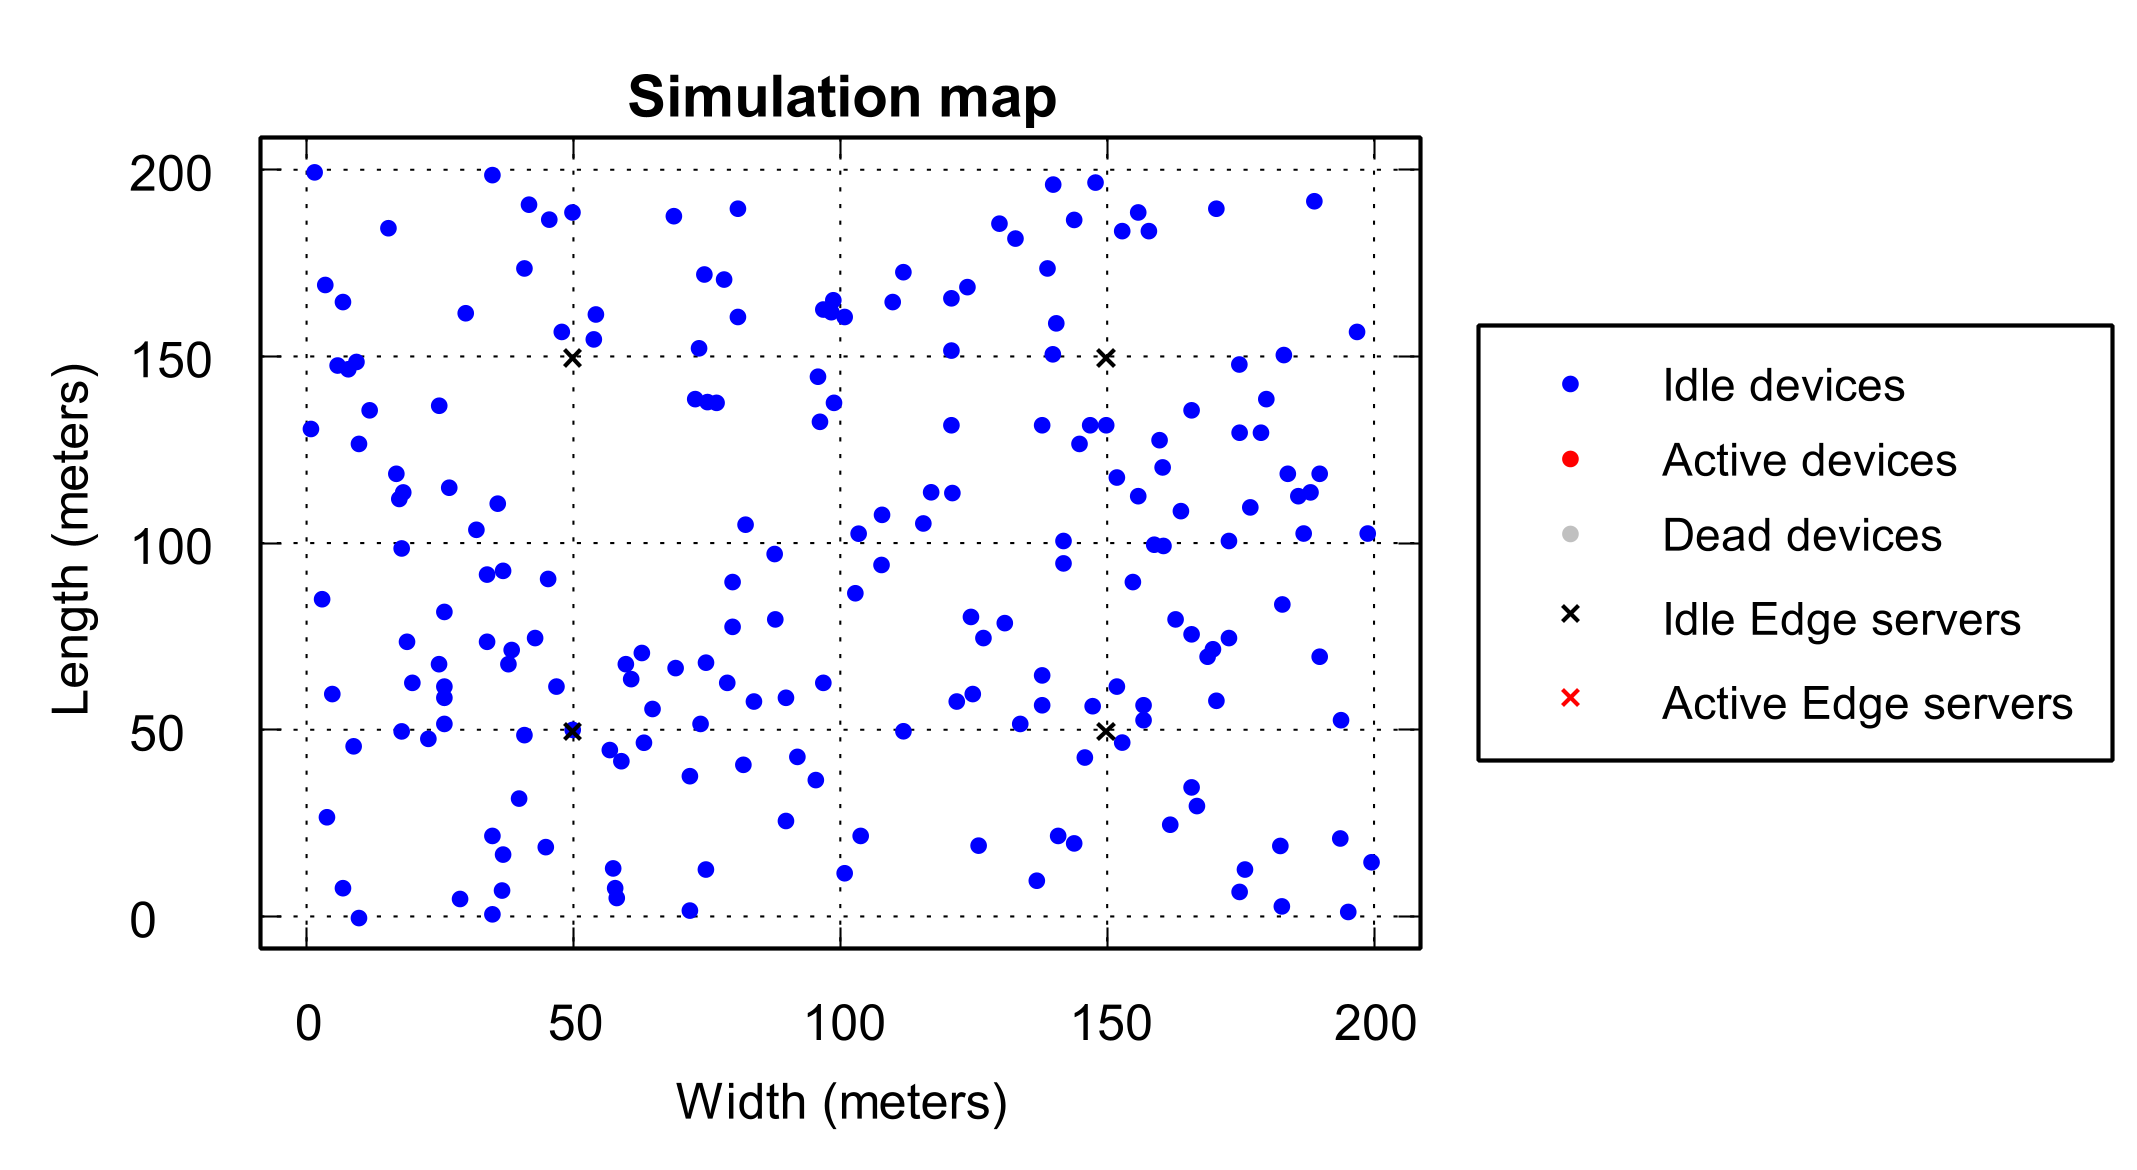 Simulation map
200
150
100
50
0
Length (meters)
0 50 100 150 200
Width (meters)
Idle devices
Active devices
Dead devices
Idle Edge servers
Active Edge servers